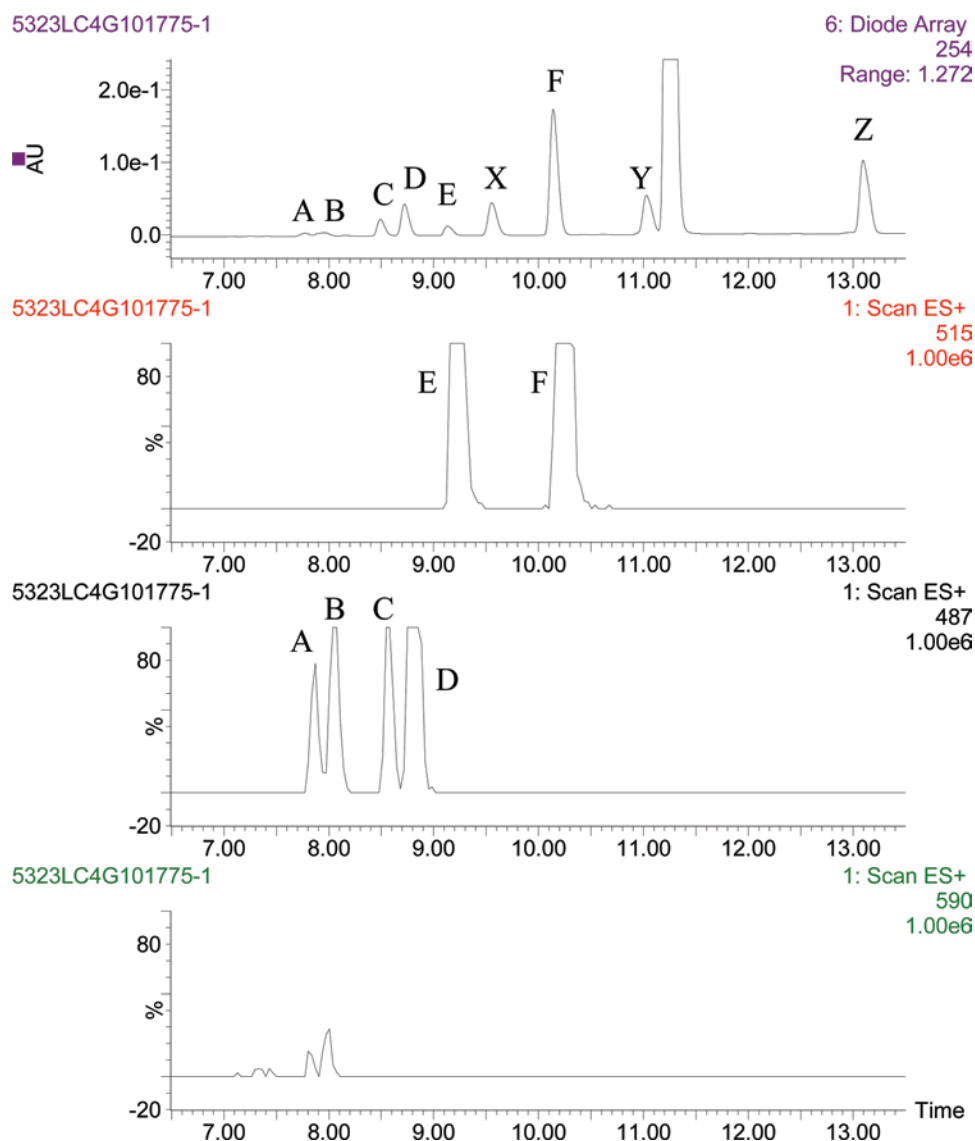 5323LC4G101775-1 6: Diode Array
254
Range: 1.272
2.0e-1
1.0e-1
0.0
AU
A B C D E X F Y Z
7.00 8.00 9.00 10.00 11.00 12.00 13.00
5323LC4G101775-1 1: Scan ES+
515
1.00e6
80
%
-20
E F
7.00 8.00 9.00 10.00 11.00 12.00 13.00
5323LC4G101775-1 1: Scan ES+
487
1.00e6
80
%
-20
A B C D
7.00 8.00 9.00 10.00 11.00 12.00 13.00
5323LC4G101775-1 1: Scan ES+
590
1.00e6
80
%
-20
Time
7.00 8.00 9.00 10.00 11.00 12.00 13.00